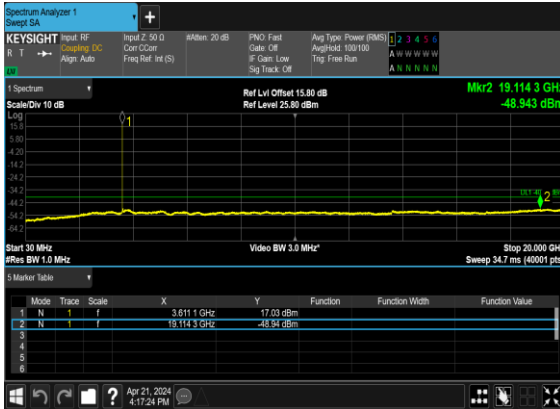 Spectrum Analyzer 1
Swept SA
+
KEYSIGHT
R T
LV
Input: RF
Coupling: DC
Align: Auto
Input Z: 50 Ω
Corr CCorr
Freq Ref: Int (S)
#Atten: 20 dB
PNO: Fast
Gate: Off
IF Gain: Low
Sig Track: Off
Avg Type: Power (RMS)
Avg|Hold: 100/100
Trig: Free Run
1 2 3 4 5 6
A W W W W W
A N N N N N
1 Spectrum
Scale/Div 10 dB
Ref Lvl Offset 15.80 dB
Ref Level 25.80 dBm
Mkr2 19.114 3 GHz
-48.943 dBm
Log
15.8
5.80
-4.20
-14.2
-24.2
-34.2
-44.2
-54.2
-64.2
1
2
Start 30 MHz
#Res BW 1.0 MHz
Video BW 3.0 MHz*
Stop 20.000 GH
Sweep 34.7 ms (40001 pts
5 Marker Table
Mode Trace Scale X Y Function Function Width Function Value
1 N 1 f 3.611 1 GHz 17.03 dBm
2 N 1 f 19.114 3 GHz -48.94 dBm
3
4
5
6
? Apr 21, 2024
4:17:24 PM